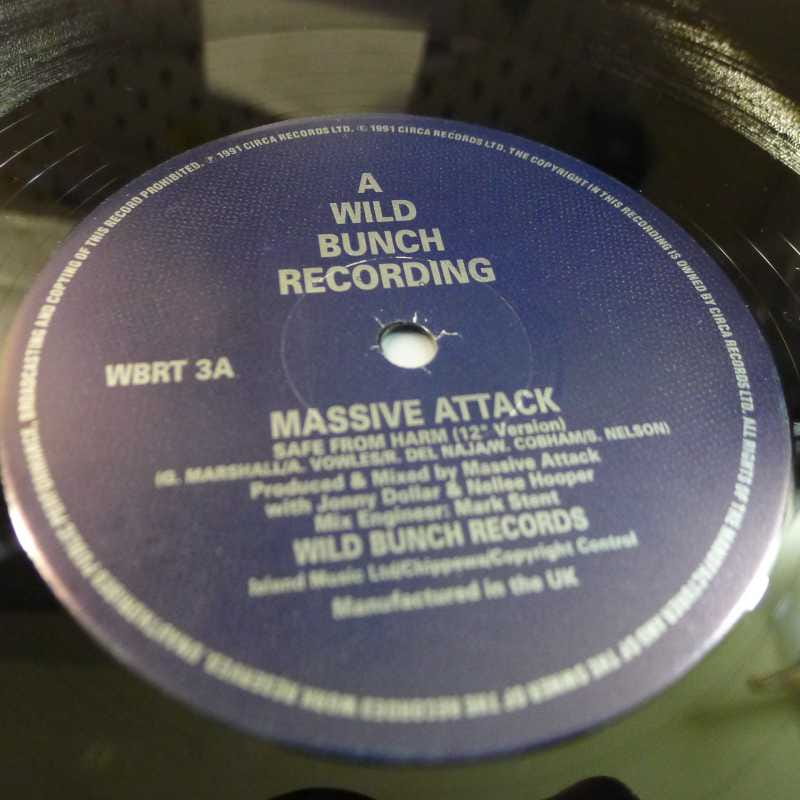 A
WILD
BUNCH
RECORDING
WBRT 3A
MASSIVE ATTACK
SAFE FROM HARM (12" Version)
(G. MARSHALL/A. VOWLES/R. DEL NAJA/W. COBHAM/S. NELSON)
Produced & Mixed by Massive Attack
with Jonny Dollar & Nellee Hooper
Mix Engineer: Mark Stent
WILD BUNCH RECORDS
Island Music Ltd/Chippewa/Copyright Control
Manufactured in the UK
℗ 1991 CIRCA RECORDS LTD. © 1991 CIRCA RECORDS LTD. THE COPYRIGHT IN THIS RECORDING IS OWNED BY CIRCA RECORDS LTD. ALL RIGHTS OF THE MANUFACTURER AND OF THE OWNER OF THE RECORDED WORK RESERVED. UNAUTHORISED PUBLIC PERFORMANCE, BROADCASTING AND COPYING OF THIS RECORD PROHIBITED.